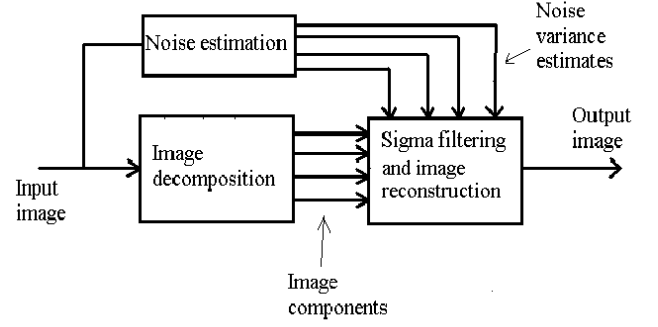 Noise estimation
Noise
variance
estimates
Image
decomposition
Sigma filtering
and image
reconstruction
Output
image
Input
image
Image
components